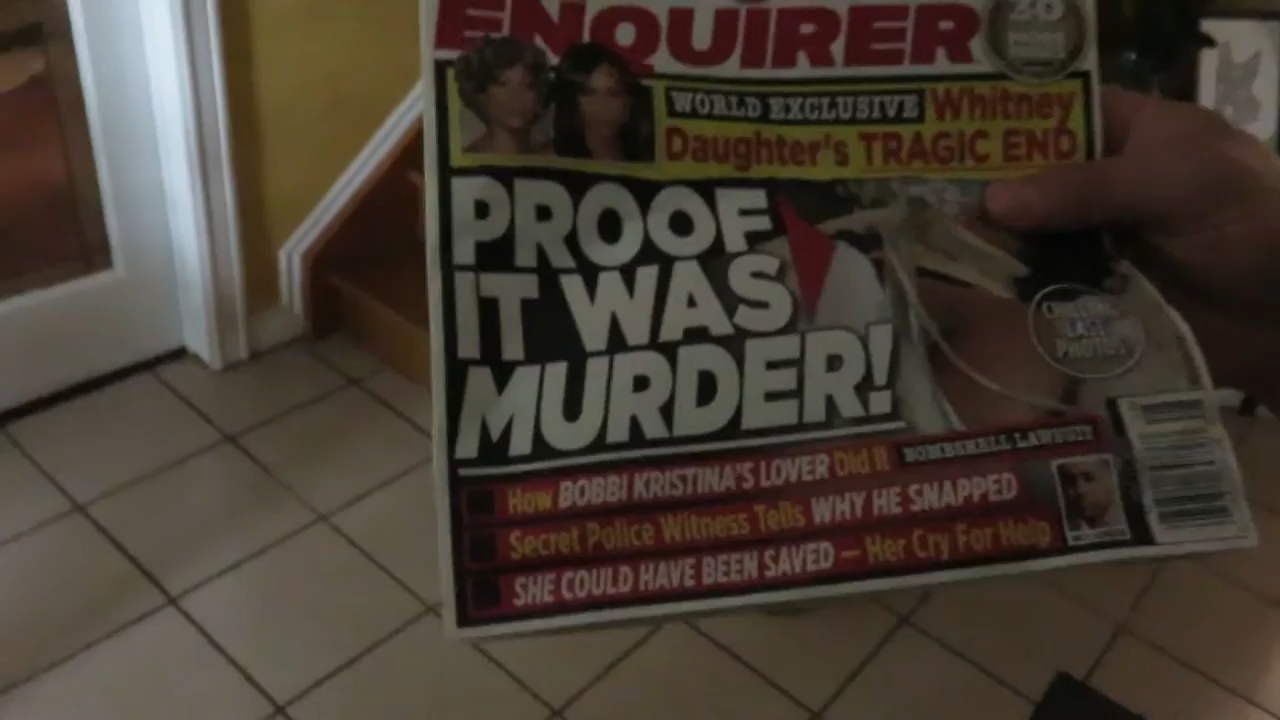 ENQUIRER
WORLD EXCLUSIVE Whitney
Daughter's TRAGIC END
PROOF
IT WAS
MURDER!
PHOTOS
BOMBSHELL LAWSUIT
How BOBBI KRISTINA'S LOVER Did It
Secret Police Witness Tells WHY HE SNAPPED
SHE COULD HAVE BEEN SAVED — Her Cry For Help